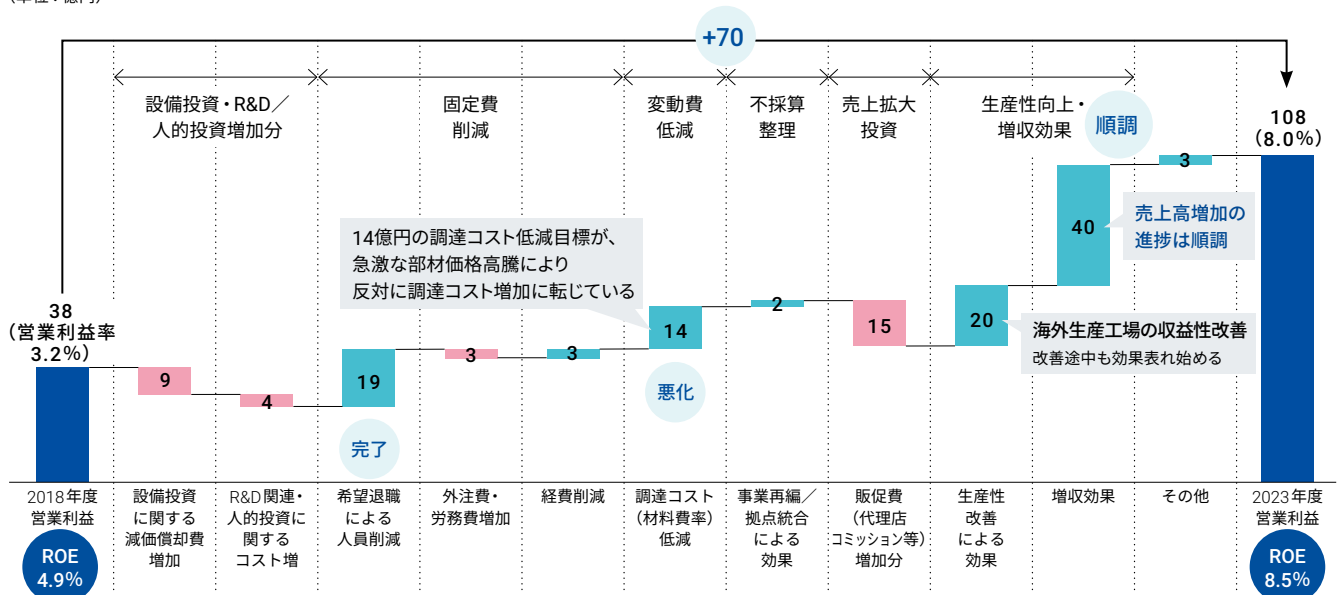 (単位:億円)
+70
設備投資・R&D／
人的投資増加分
固定費
削減
変動費
低減
不採算
整理
売上拡大
投資
生産性向上・
増収効果
順調
108
(8.0%)
3
40
売上高増加の
進捗は順調
14億円の調達コスト低減目標が、
急激な部材価格高騰により
反対に調達コスト増加に転じている
38
(営業利益率
3.2%)
9
4
19
3
3
14
2
15
20
海外生産工場の収益性改善
改善途中も効果表れ始める
完了
悪化
2018年度
営業利益
設備投資
に関する
減価償却費
増加
R&D関連・
人的投資に
関する
コスト増
希望退職
による
人員削減
外注費・
労務費増加
経費削減
調達コスト
(材料費率)
低減
事業再編／
拠点統合
による
効果
販促費
(代理店
コミッション等)
増加分
生産性
改善
による
効果
増収効果
その他
2023年度
営業利益
ROE
4.9%
ROE
8.5%